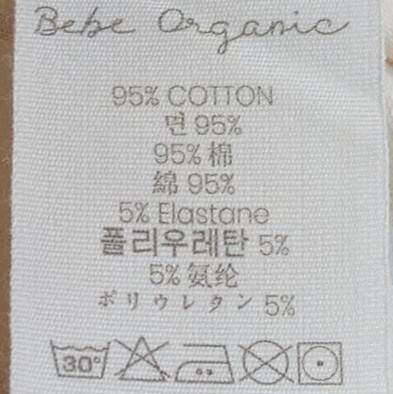 Bebe Organic
95% COTTON
면 95%
95% 棉
綿 95%
5% Elastane
폴리우레탄 5%
5% 氨纶
ポリウレタン 5%
30°